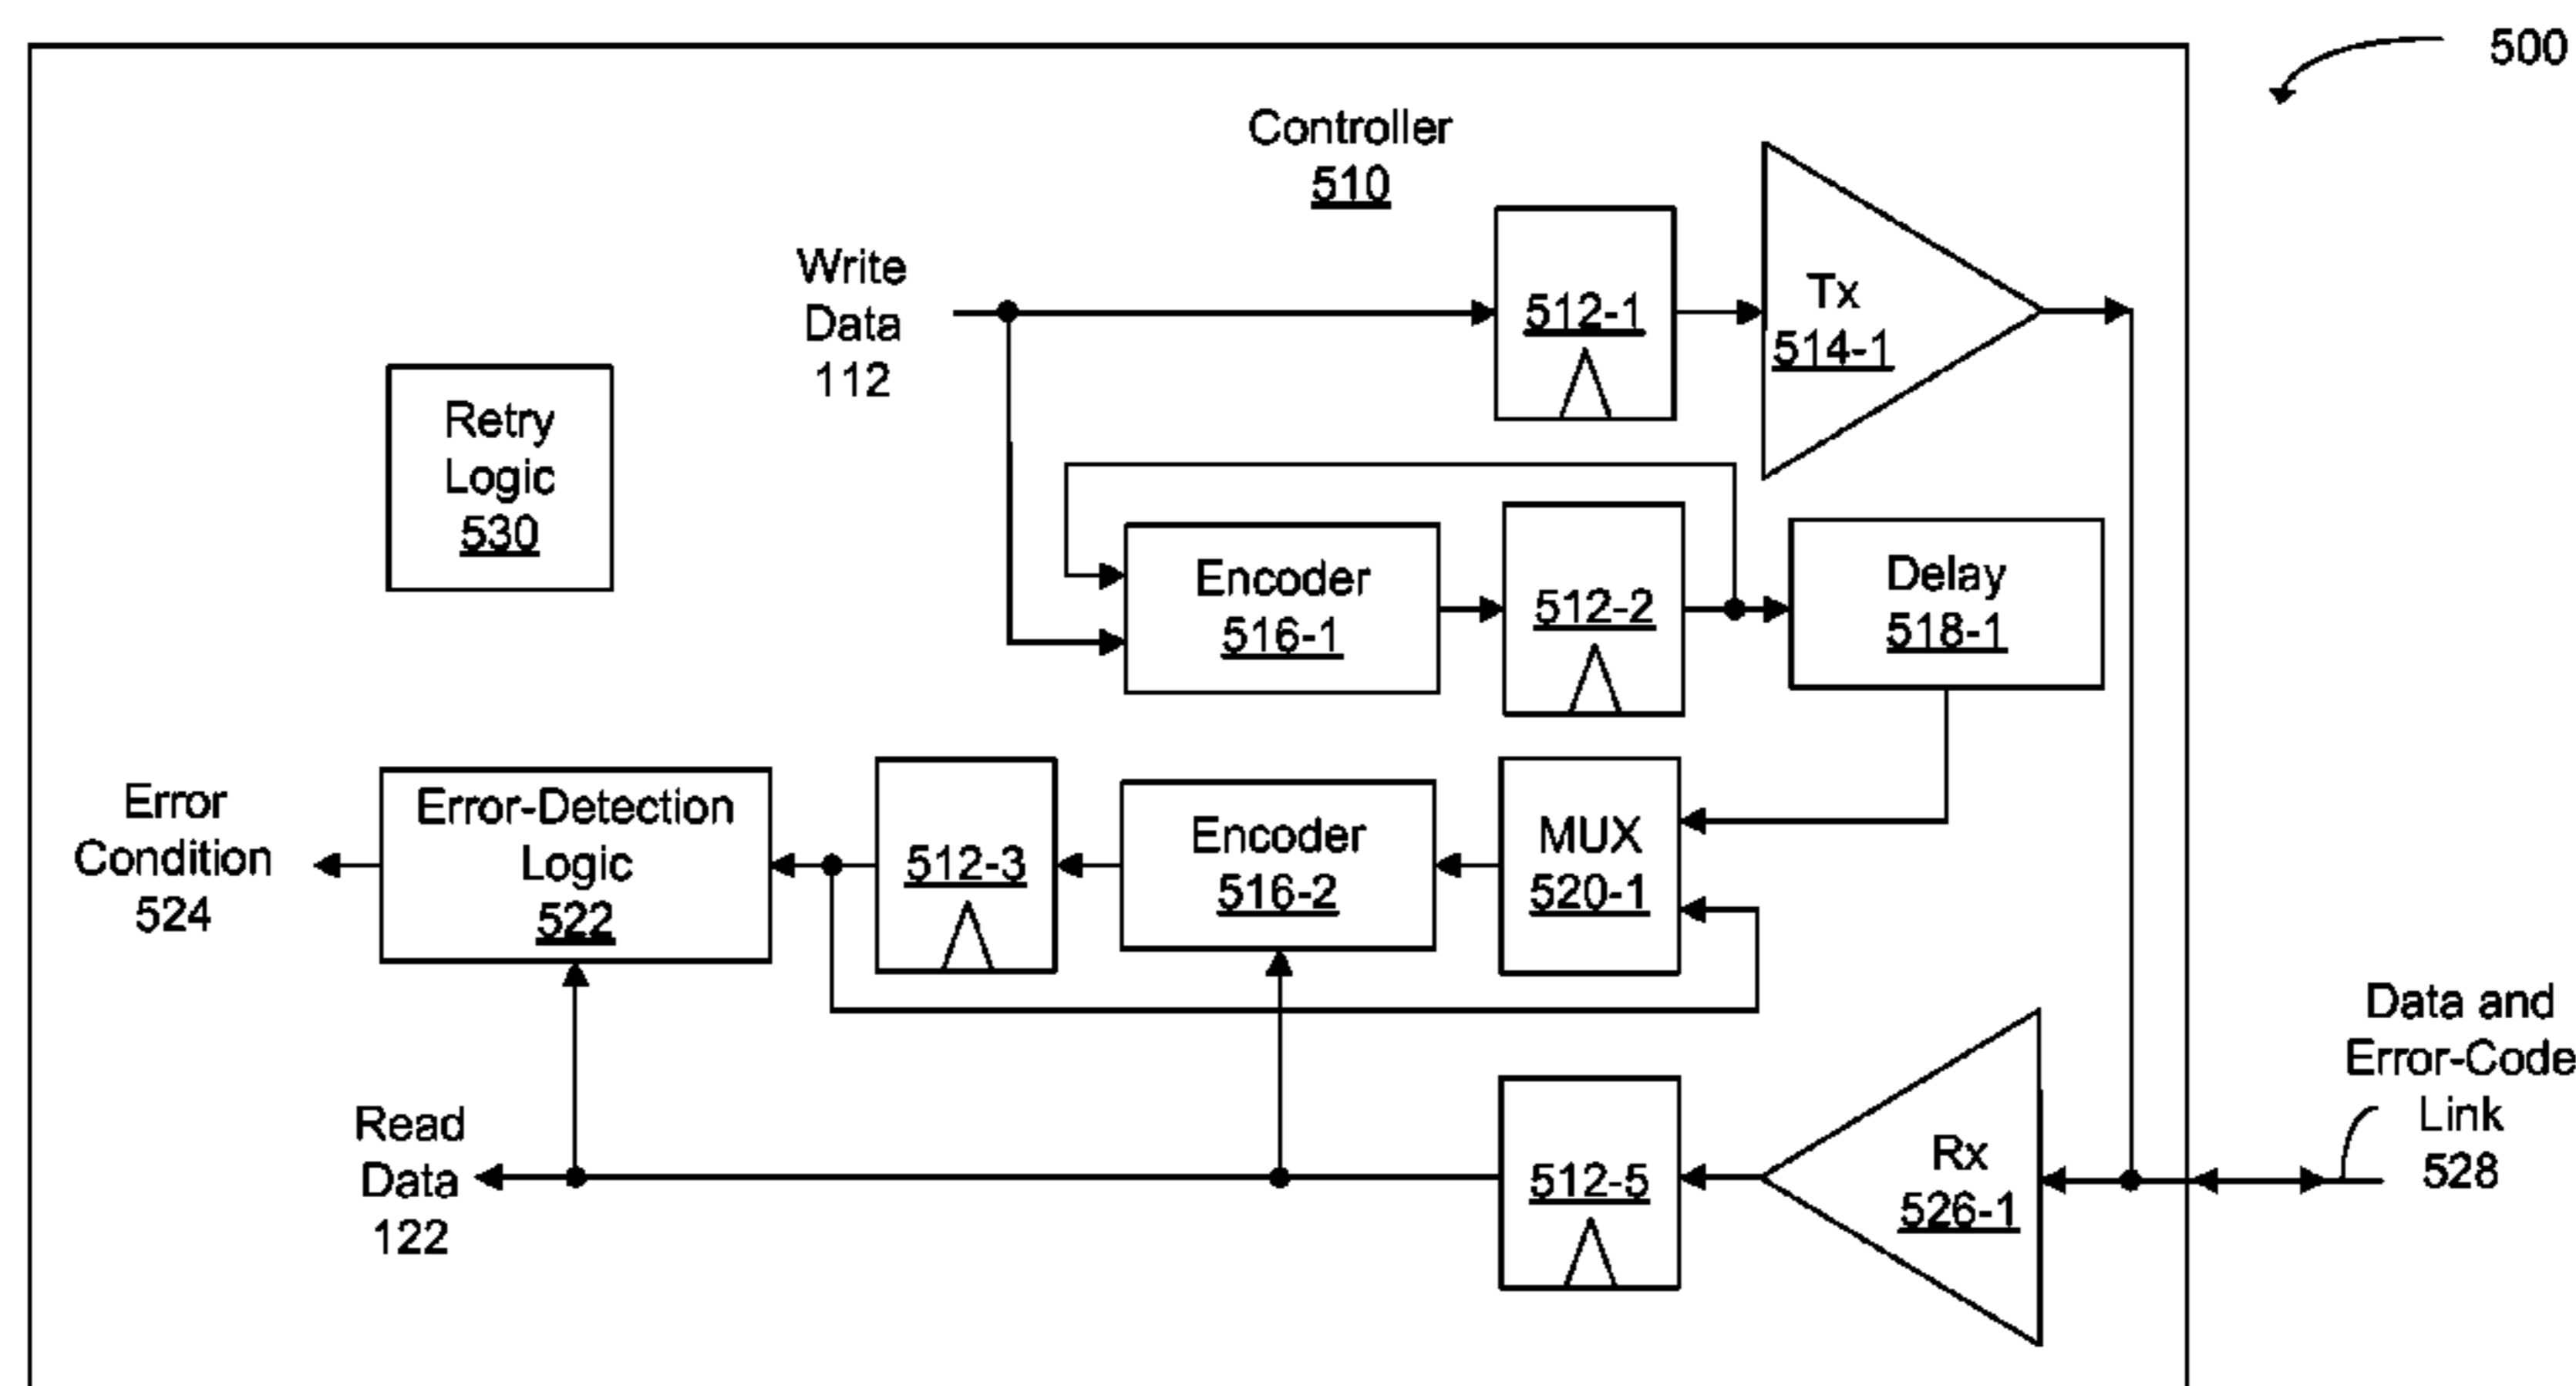 500
Controller
510
Write
Data
112
512-1
Tx
514-1
Retry
Logic
530
Encoder
516-1
512-2
Delay
518-1
Error
Condition
524
Error-Detection
Logic
522
512-3
Encoder
516-2
MUX
520-1
Data and
Error-Code
Link
528
Read
Data
122
512-5
Rx
526-1